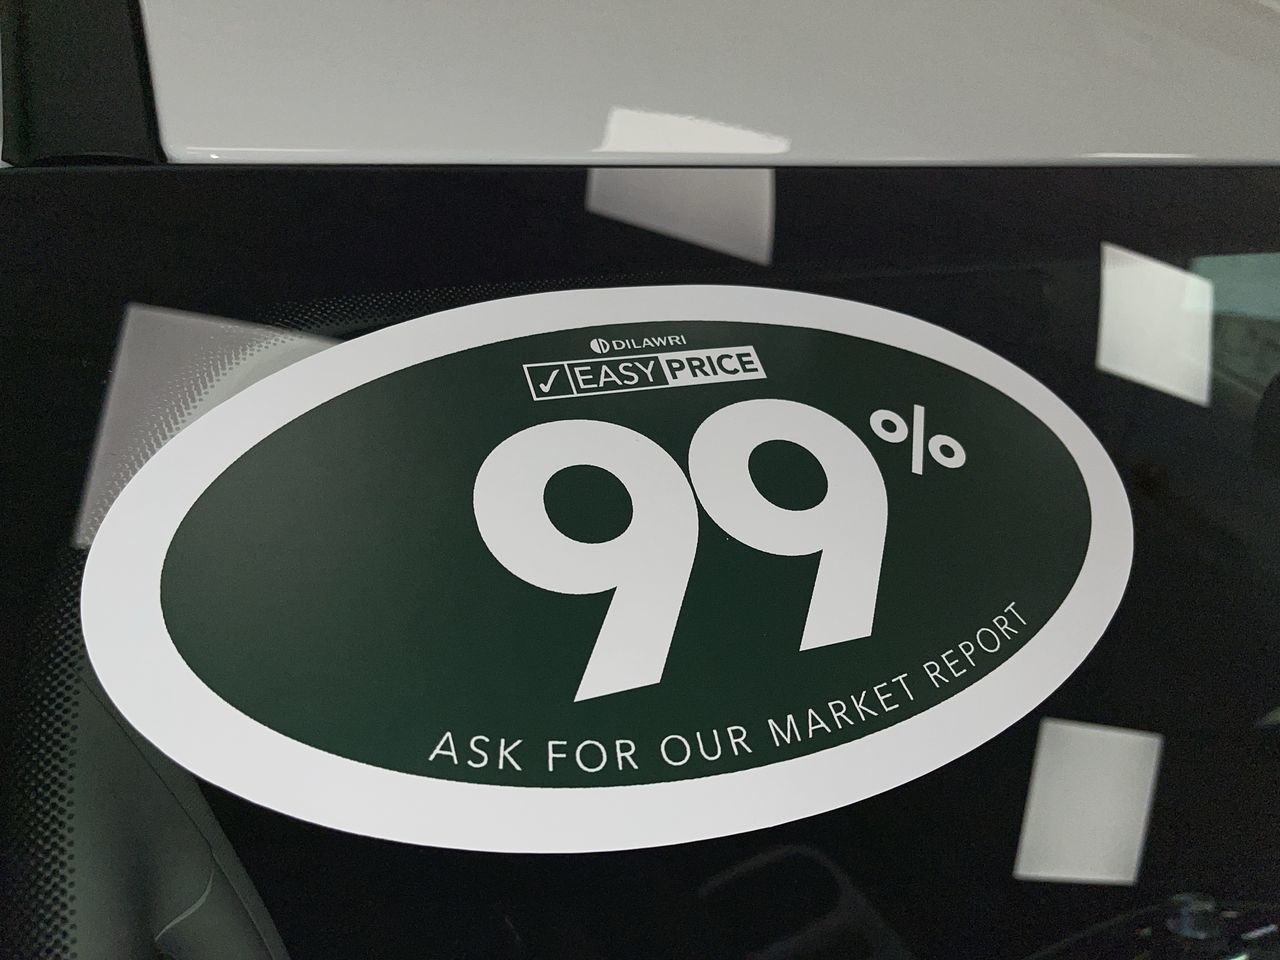 DILAWRI
✓ EASY PRICE
99%
ASK FOR OUR MARKET REPORT